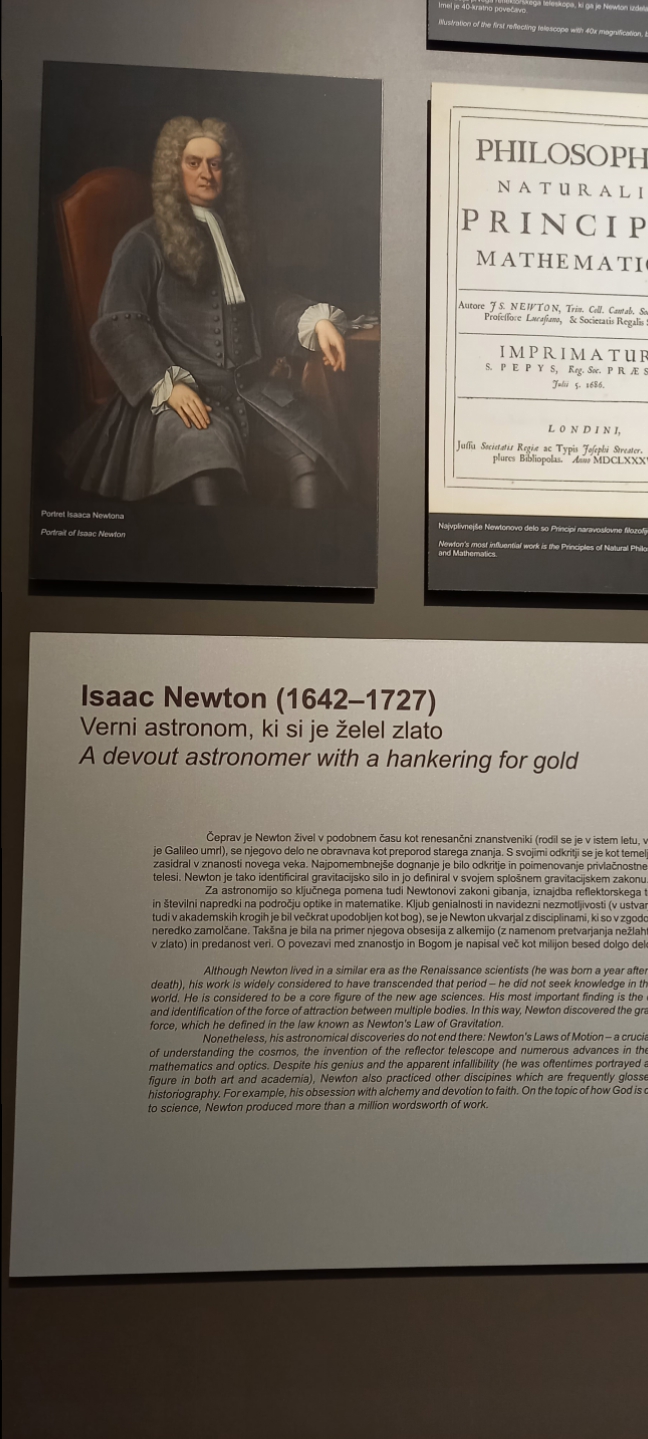 Imel je 40-kratno povečavo.
Illustration of the first reflecting telescope with 40x magnification,
PHILOSOPH
NATURALI
PRINCIP
MATHEMATI
Autore JS. NEWTON, Trin. Coll. Cantab. So
Professore Lucasiano, & Societatis Regalis
IMPRIMATUR
S. PEPYS, Reg. Soc. PRÆS
Julii 5. 1686.
LONDINI,
Jussu Societatis Regiæ ac Typis Josephi Streater.
plures Bibliopolas. Anno MDCLXXXV
Portret Isaaca Newtona
Portrait of Isaac Newton
Najvplivnejše Newtonovo delo so Principi naravoslovne filozofij
Newton's most influential work is the Principles of Natural Philo
and Mathematics.
Isaac Newton (1642–1727)
Verni astronom, ki si je želel zlato
A devout astronomer with a hankering for gold
Čeprav je Newton živel v podobnem času kot renesančni znanstveniki (rodil se je v istem letu, v
je Galileo umrl), se njegovo delo ne obravnava kot preporod starega znanja. S svojimi odkritji se je kot temelj
zasidral v znanosti novega veka. Najpomembnejše dognanje je bilo odkritje in poimenovanje privlačnostne
telesi. Newton je tako identificiral gravitacijsko silo in jo definiral v svojem splošnem gravitacijskem zakonu.
Za astronomijo so ključnega pomena tudi Newtonovi zakoni gibanja, iznajdba reflektorskega t
in številni napredki na področju optike in matematike. Kljub genialnosti in navidezni nezmotljivosti (v ustvar
tudi v akademskih krogih je bil večkrat upodobljen kot bog), se je Newton ukvarjal z disciplinami, ki so v zgodo
neredko zamolčane. Takšna je bila na primer njegova obsesija z alkemijo (z namenom pretvarjanja nežlaht
v zlato) in predanost veri. O povezavi med znanostjo in Bogom je napisal več kot milijon besed dolgo delo
Although Newton lived in a similar era as the Renaissance scientists (he was born a year after
death), his work is widely considered to have transcended that period – he did not seek knowledge in th
world. He is considered to be a core figure of the new age sciences. His most important finding is the
and identification of the force of attraction between multiple bodies. In this way, Newton discovered the gra
force, which he defined in the law known as Newton's Law of Gravitation.
Nonetheless, his astronomical discoveries do not end there: Newton's Laws of Motion – a crucia
of understanding the cosmos, the invention of the reflector telescope and numerous advances in the
mathematics and optics. Despite his genius and the apparent infallibility (he was oftentimes portrayed a
figure in both art and academia), Newton also practiced other discipines which are frequently glosse
historiography. For example, his obsession with alchemy and devotion to faith. On the topic of how God is c
to science, Newton produced more than a million wordsworth of work.